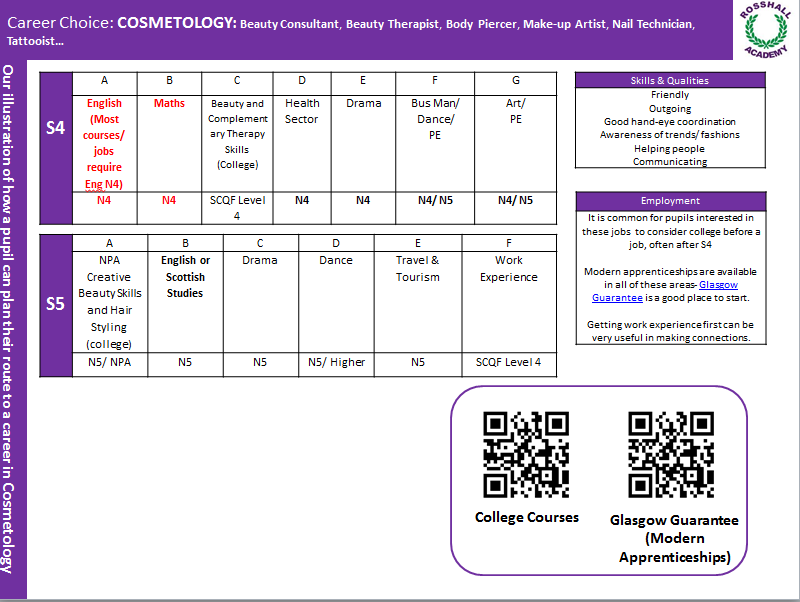 Career Choice: COSMETOLOGY: Beauty Consultant, Beauty Therapist, Body Piercer, Make-up Artist, Nail Technician,
Tattooist...
ROSSHALL
ACADEMY
Our illustration of how a pupil can plan their route to a career in Cosmetology
S4
A B C D E F G
English
(Most
courses/
jobs
require
Eng N4)
Maths
Beauty and
Complement
ary Therapy
Skills
(College)
Health
Sector
Drama
Bus Man/
Dance/
PE
Art/
PE
N4 N4 SCQF Level
4
N4 N4 N4/ N5 N4/ N5
S5
A B C D E F
NPA
Creative
Beauty Skills
and Hair
Styling
(college)
English or
Scottish
Studies
Drama
Dance
Travel &
Tourism
Work
Experience
N5/ NPA N5 N5 N5/ Higher N5 SCQF Level 4
Skills & Qualities
Friendly
Outgoing
Good hand-eye coordination
Awareness of trends/ fashions
Helping people
Communicating
Employment
It is common for pupils interested in
these jobs to consider college before a
job, often after S4
Modern apprenticeships are available
in all of these areas- Glasgow
Guarantee is a good place to start.
Getting work experience first can be
very useful in making connections.
College Courses
Glasgow Guarantee
(Modern
Apprenticeships)